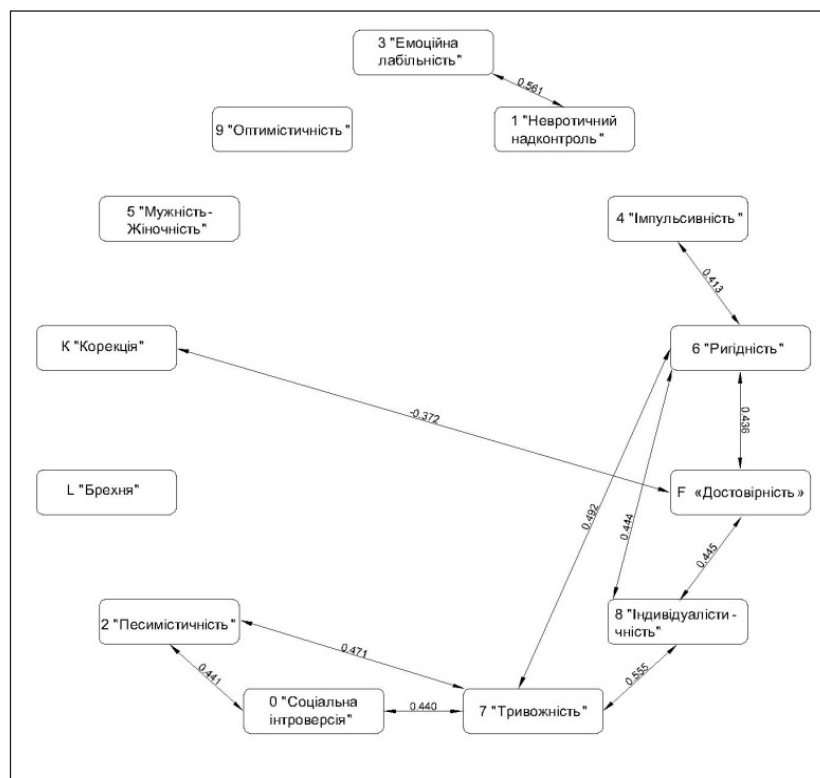 3 "Емоційна
лабільність"
0.561
9 "Оптимістичність"
1 "Невротичний
надконтроль"
5 "Мужність-
Жіночність"
4 "Імпульсивність"
0.413
К "Корекція"
6 "Ригідність"
-0.372
0.436
L "Брехня"
F «Достовірність»
0.492
0.444
0.445
2 "Песимістичність"
8 "Індивідуалісти-
чність"
0.471
0.441
0.555
0 "Соціальна
інтроверсія"
0.440
7 "Тривожність"